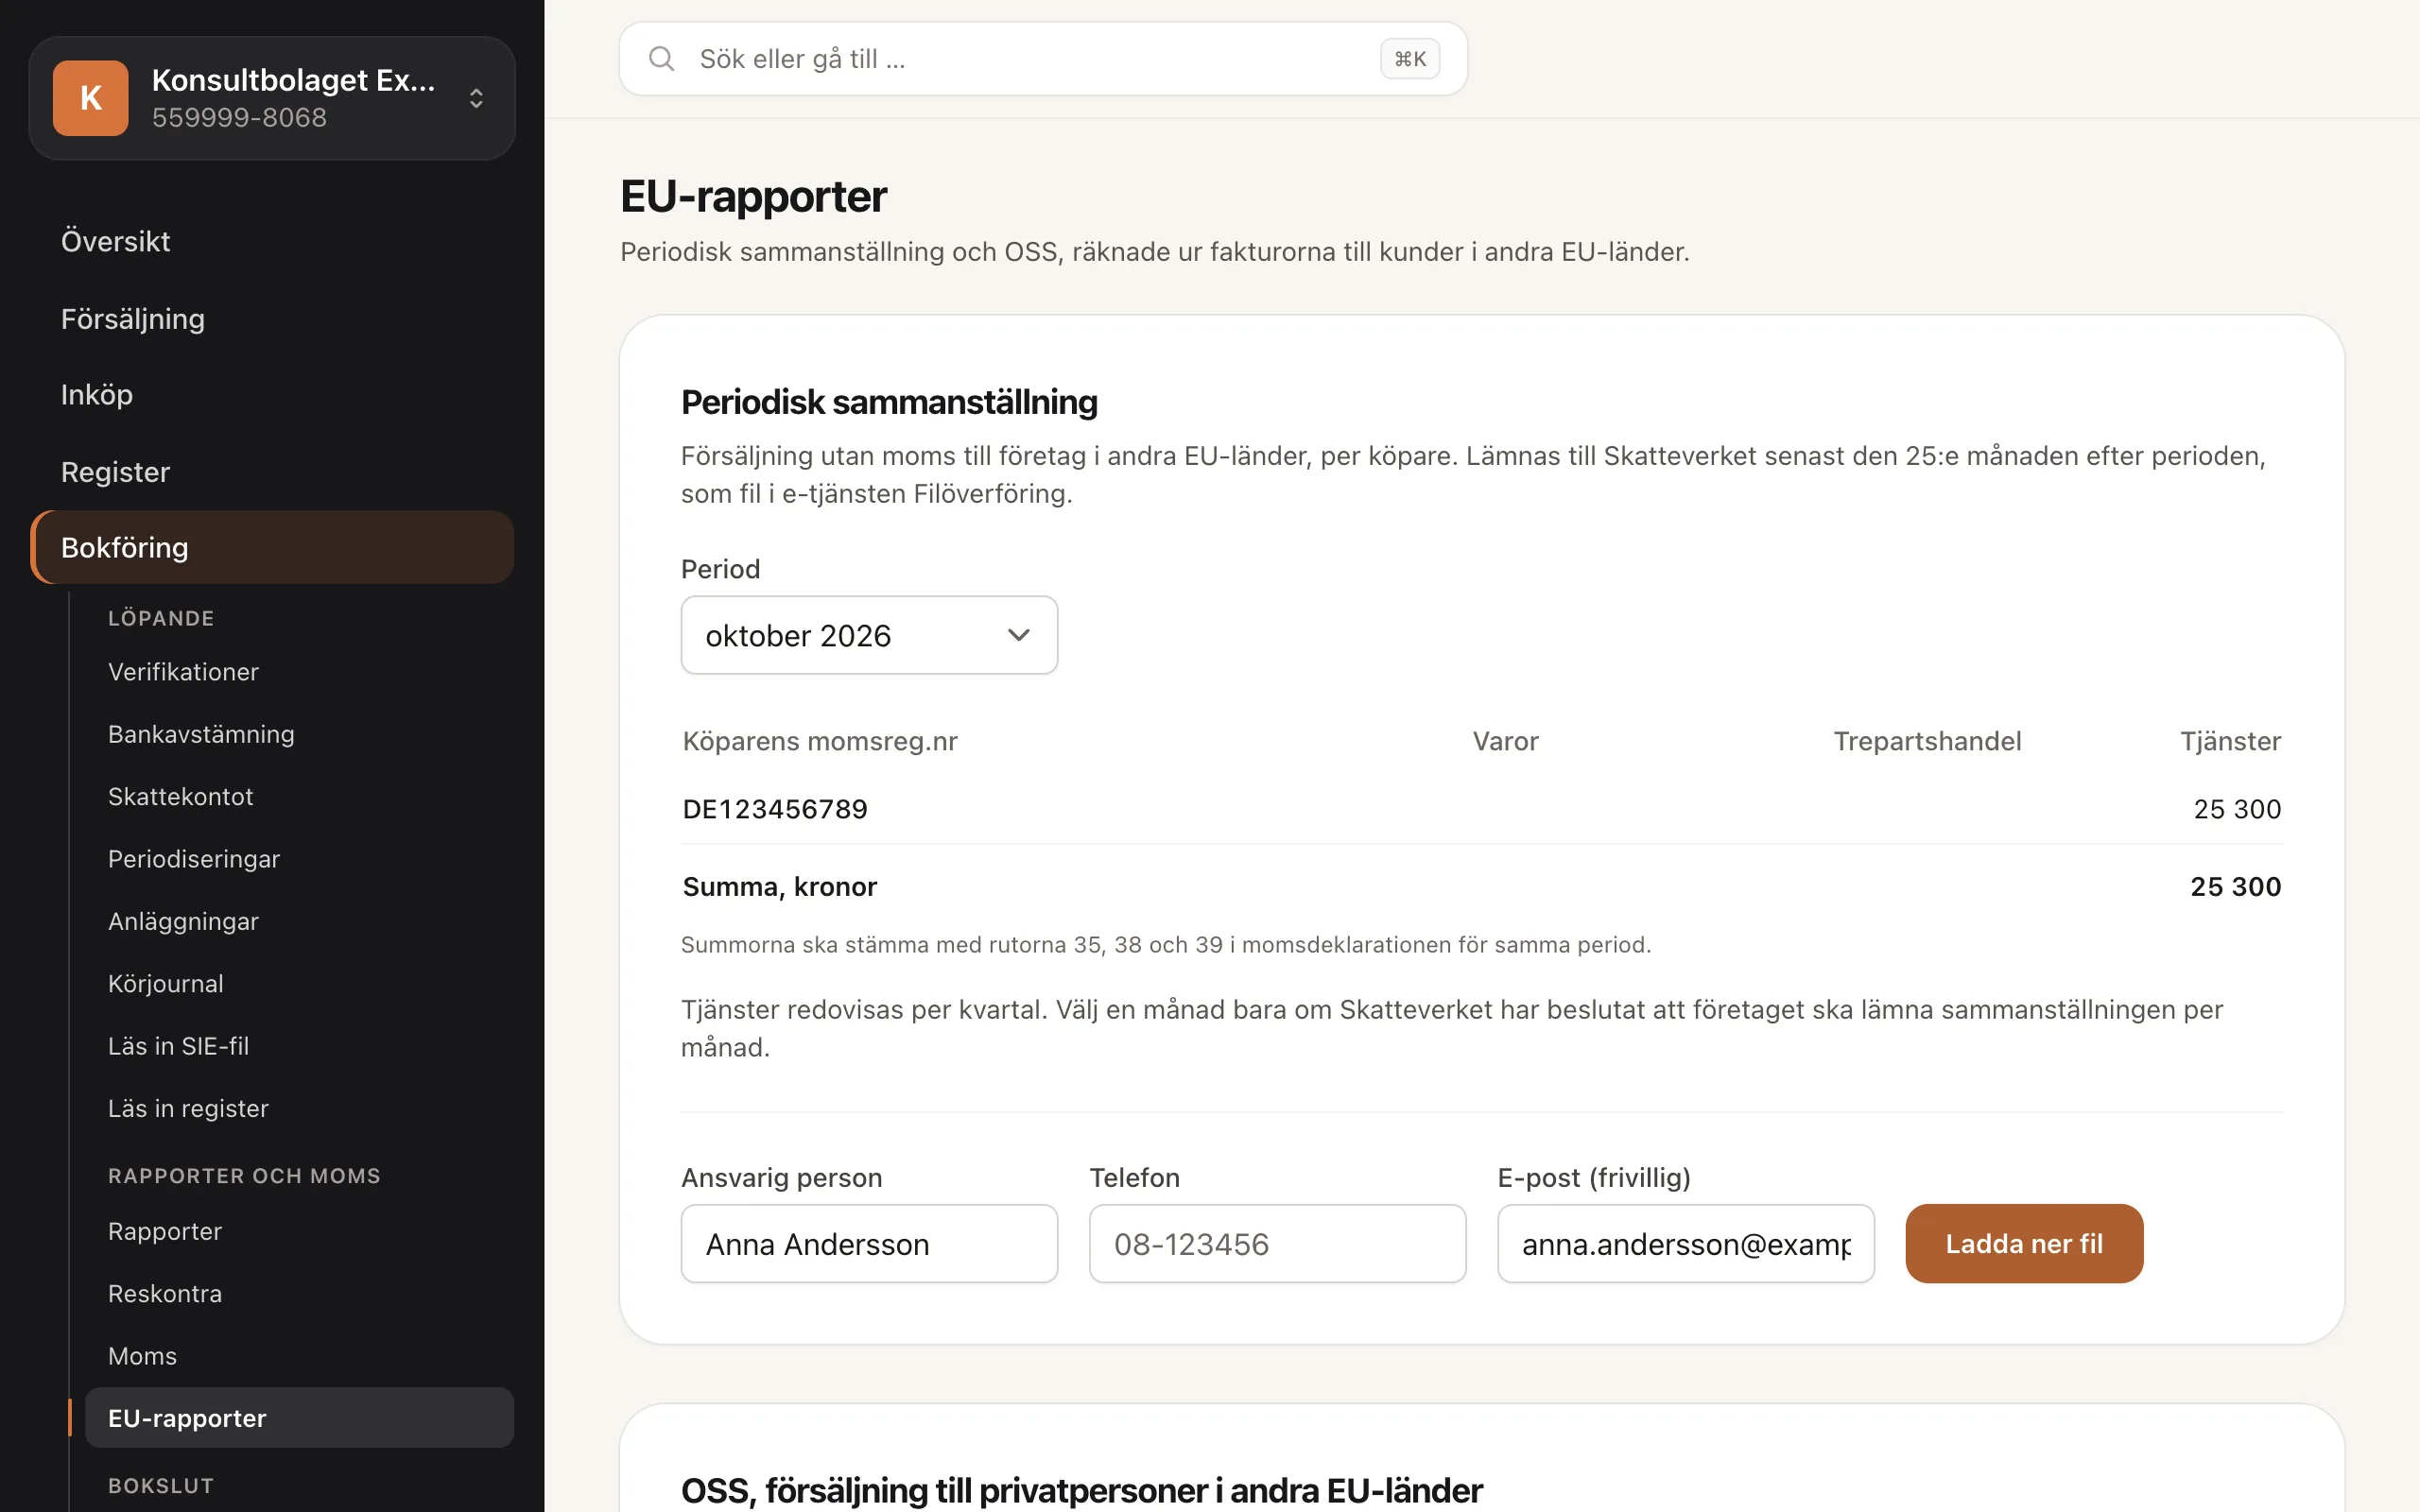 K
Konsultbolaget Ex...
559999-8068
Översikt
Försäljning
Inköp
Register
Bokföring
LÖPANDE
Verifikationer
Bankavstämning
Skattekontot
Periodiseringar
Anläggningar
Körjournal
Läs in SIE-fil
Läs in register
RAPPORTER OCH MOMS
Rapporter
Reskontra
Moms
EU-rapporter
BOKSLUT
Sök eller gå till ...
⌘K
EU-rapporter
Periodisk sammanställning och OSS, räknade ur fakturorna till kunder i andra EU-länder.
Periodisk sammanställning
Försäljning utan moms till företag i andra EU-länder, per köpare. Lämnas till Skatteverket senast den 25:e månaden efter perioden,
som fil i e-tjänsten Filöverföring.
Period
oktober 2026
Köparens momsreg.nr Varor Trepartshandel Tjänster
DE123456789 25 300
Summa, kronor 25 300
Summorna ska stämma med rutorna 35, 38 och 39 i momsdeklarationen för samma period.
Tjänster redovisas per kvartal. Välj en månad bara om Skatteverket har beslutat att företaget ska lämna sammanställningen per
månad.
Ansvarig person Telefon E-post (frivillig)
Anna Andersson 08-123456 anna.andersson@examp Ladda ner fil
OSS, försäljning till privatpersoner i andra EU-länder